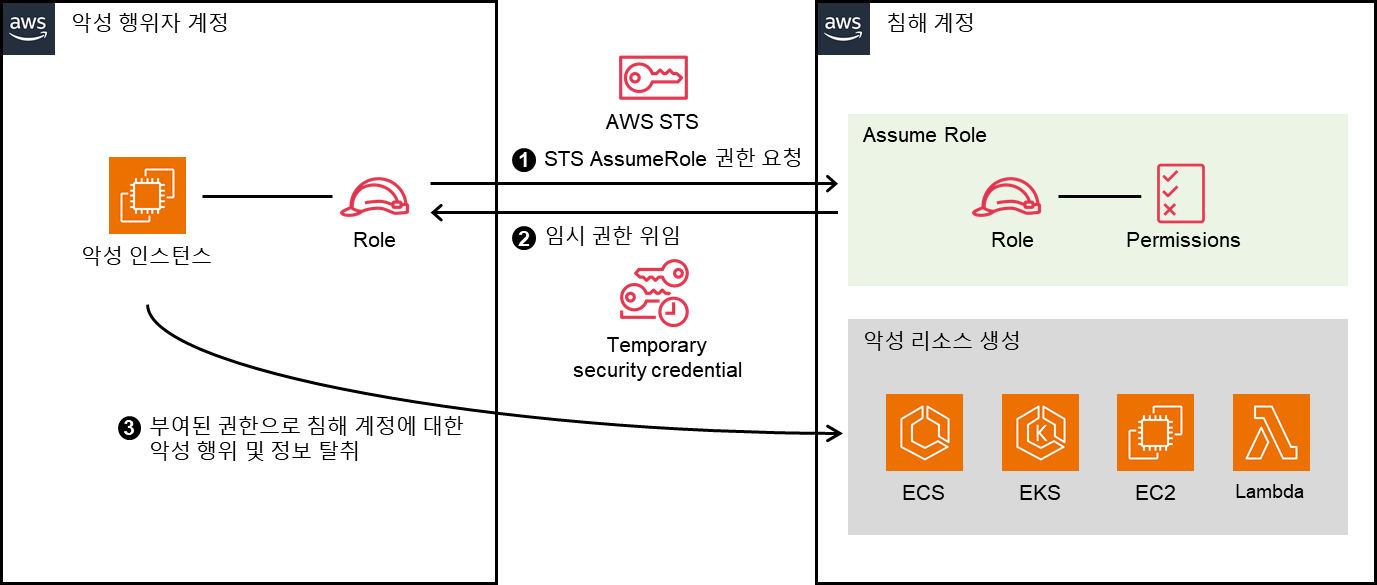 aws
악성 행위자 계정
aws
침해 계정
AWS STS
❶ STS AssumeRole 권한 요청
Assume Role
악성 인스턴스
Role
❷ 임시 권한 위임
Role
Permissions
Temporary
security credential
악성 리소스 생성
❸ 부여된 권한으로 침해 계정에 대한
악성 행위 및 정보 탈취
K
ECS
EKS
EC2
Lambda